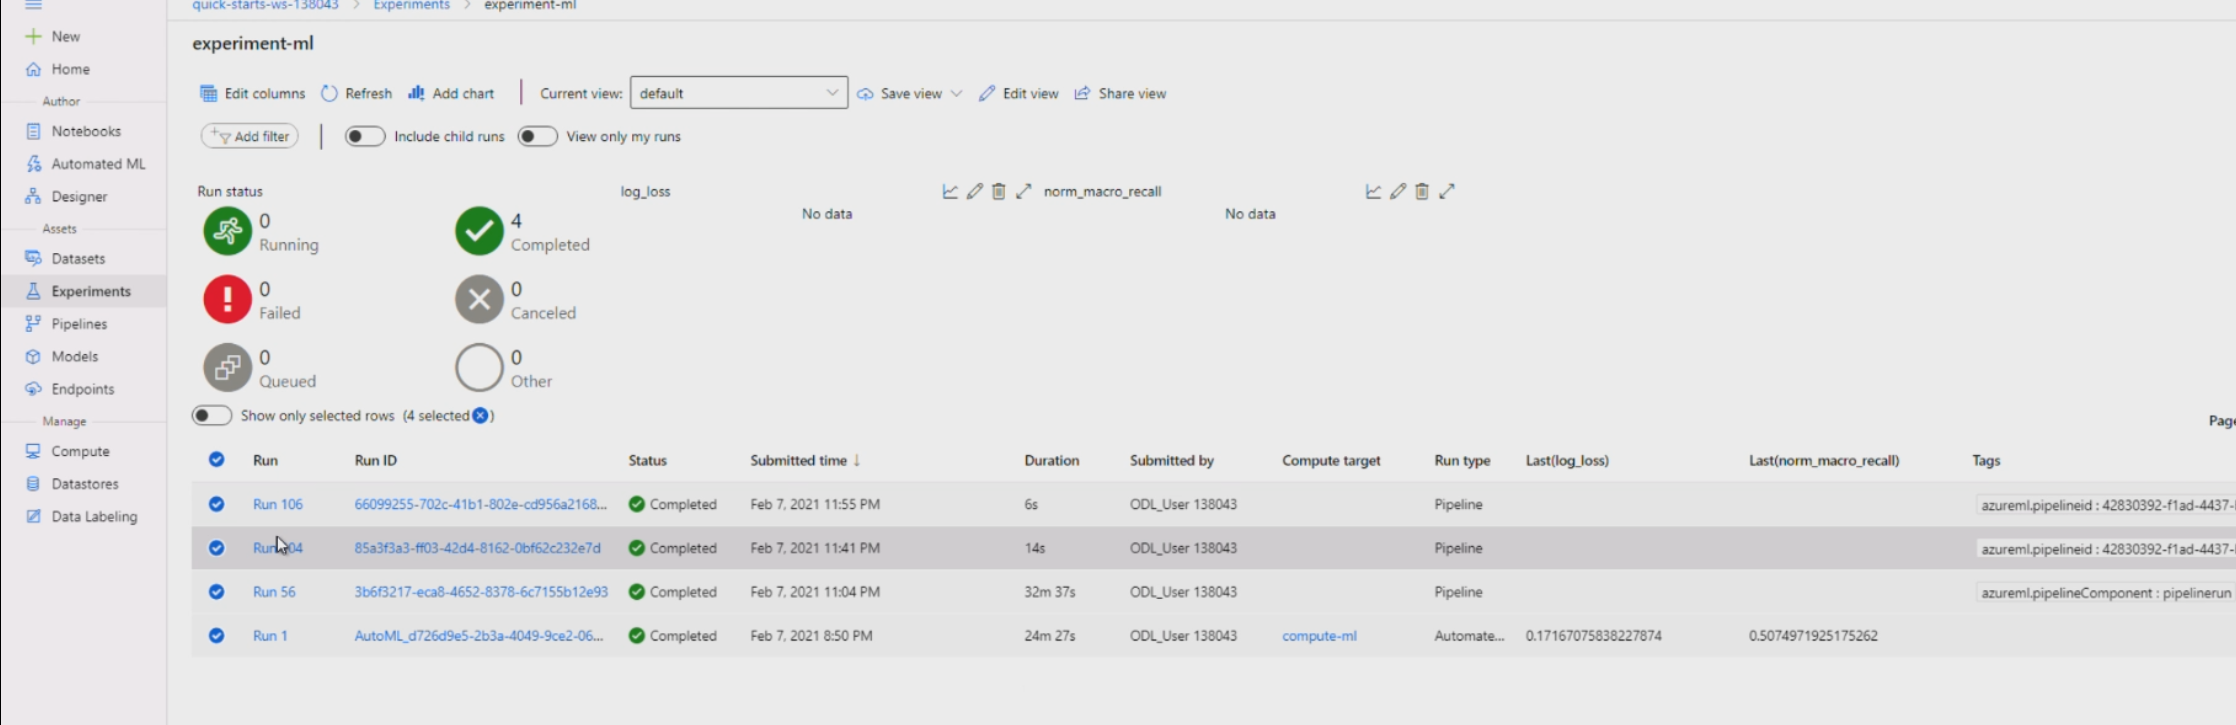 quick-starts-ws-138043 > Experiments > experiment-ml
New
Home
Author
Notebooks
Automated ML
Designer
Assets
Datasets
Experiments
Pipelines
Models
Endpoints
Manage
Compute
Datastores
Data Labeling
experiment-ml
Edit columns Refresh Add chart Current view: default Save view Edit view Share view
Add filter Include child runs View only my runs
Run status
0
Running
4
Completed
0
Failed
0
Canceled
0
Queued
0
Other
log_loss
No data
norm_macro_recall
No data
Show only selected rows (4 selected )
Page
Run Run ID Status Submitted time ↓ Duration Submitted by Compute target Run type Last(log_loss) Last(norm_macro_recall) Tags
Run 106 66099255-702c-41b1-802e-cd956a2168... Completed Feb 7, 2021 11:55 PM 6s ODL_User 138043 Pipeline azureml.pipelineid : 42830392-f1ad-4437-
Run 04 85a3f3a3-ff03-42d4-8162-0bf62c232e7d Completed Feb 7, 2021 11:41 PM 14s ODL_User 138043 Pipeline azureml.pipelineid : 42830392-f1ad-4437-
Run 56 3b6f3217-eca8-4652-8378-6c7155b12e93 Completed Feb 7, 2021 11:04 PM 32m 37s ODL_User 138043 Pipeline azureml.pipelineComponent : pipelinerun
Run 1 AutoML_d726d9e5-2b3a-4049-9ce2-06... Completed Feb 7, 2021 8:50 PM 24m 27s ODL_User 138043 compute-ml Automate... 0.17167075838227874 0.5074971925175262